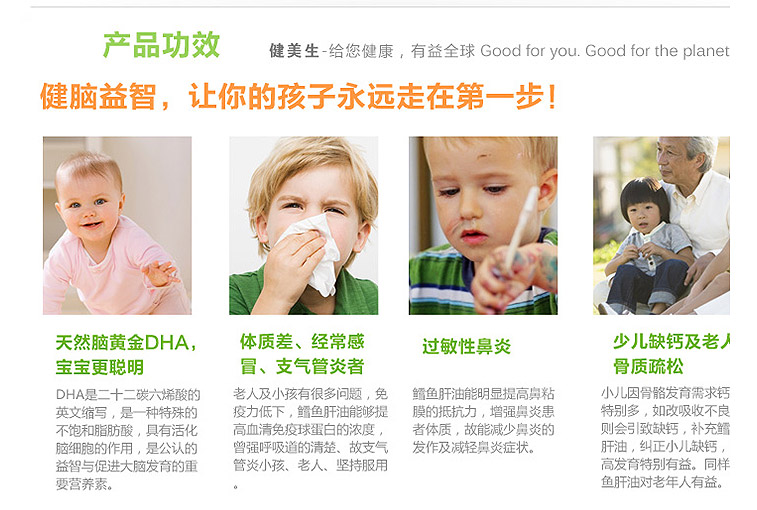 产品功效
健美生-给您健康，有益全球 Good for you. Good for the planet
健脑益智，让你的孩子永远走在第一步！
天然脑黄金DHA，
宝宝更聪明
DHA是二十二碳六烯酸的
英文缩写，是一种特殊的
不饱和脂肪酸，具有活化
脑细胞的作用，是公认的
益智与促进大脑发育的重
要营养素。
体质差、经常感
冒、支气管炎者
老人及小孩有很多问题，免
疫力低下，鳕鱼肝油能够提
高血清免疫球蛋白的浓度，
曾强呼吸道的清楚、故支气
管炎小孩、老人、坚持服用
。
过敏性鼻炎
鳕鱼肝油能明显提高鼻粘
膜的抵抗力，增强鼻炎患
者体质，故能减少鼻炎的
发作及减轻鼻炎症状。
少儿缺钙及老人
骨质疏松
小儿因骨骼发育需求钙
特别多，如改吸收不良
则会引致缺钙，补充鳕
肝油，纠正小儿缺钙，
高发育特别有益。同样
鱼肝油对老年人有益。